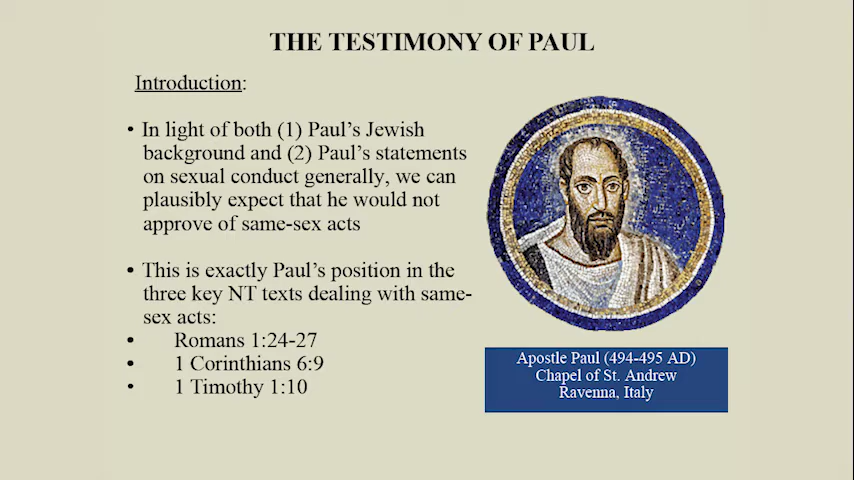 THE TESTIMONY OF PAUL
Introduction:
• In light of both (1) Paul's Jewish
background and (2) Paul's statements
on sexual conduct generally, we can
plausibly expect that he would not
approve of same-sex acts
• This is exactly Paul's position in the
three key NT texts dealing with same-
sex acts:
• Romans 1:24-27
• 1 Corinthians 6:9
• 1 Timothy 1:10
Apostle Paul (494-495 AD)
Chapel of St. Andrew
Ravenna, Italy